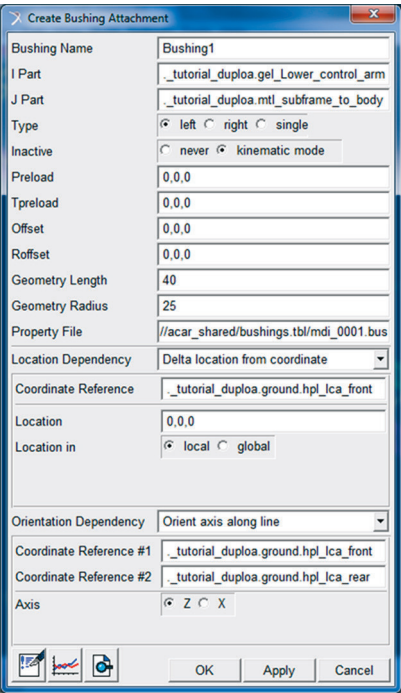 Create Bushing Attachment
Bushing Name Bushing1
I Part ._tutorial_duploa.gel_Lower_control_arm
J Part ._tutorial_duploa.mtl_subframe_to_body
Type left right single
Inactive never kinematic mode
Preload 0,0,0
Tpreload 0,0,0
Offset 0,0,0
Roffset 0,0,0
Geometry Length 40
Geometry Radius 25
Property File //acar_shared/bushings.tbl/mdi_0001.bus
Location Dependency Delta location from coordinate
Coordinate Reference ._tutorial_duploa.ground.hpl_lca_front
Location 0,0,0
Location in local global
Orientation Dependency Orient axis along line
Coordinate Reference #1 ._tutorial_duploa.ground.hpl_lca_front
Coordinate Reference #2 ._tutorial_duploa.ground.hpl_lca_rear
Axis Z X
OK Apply Cancel